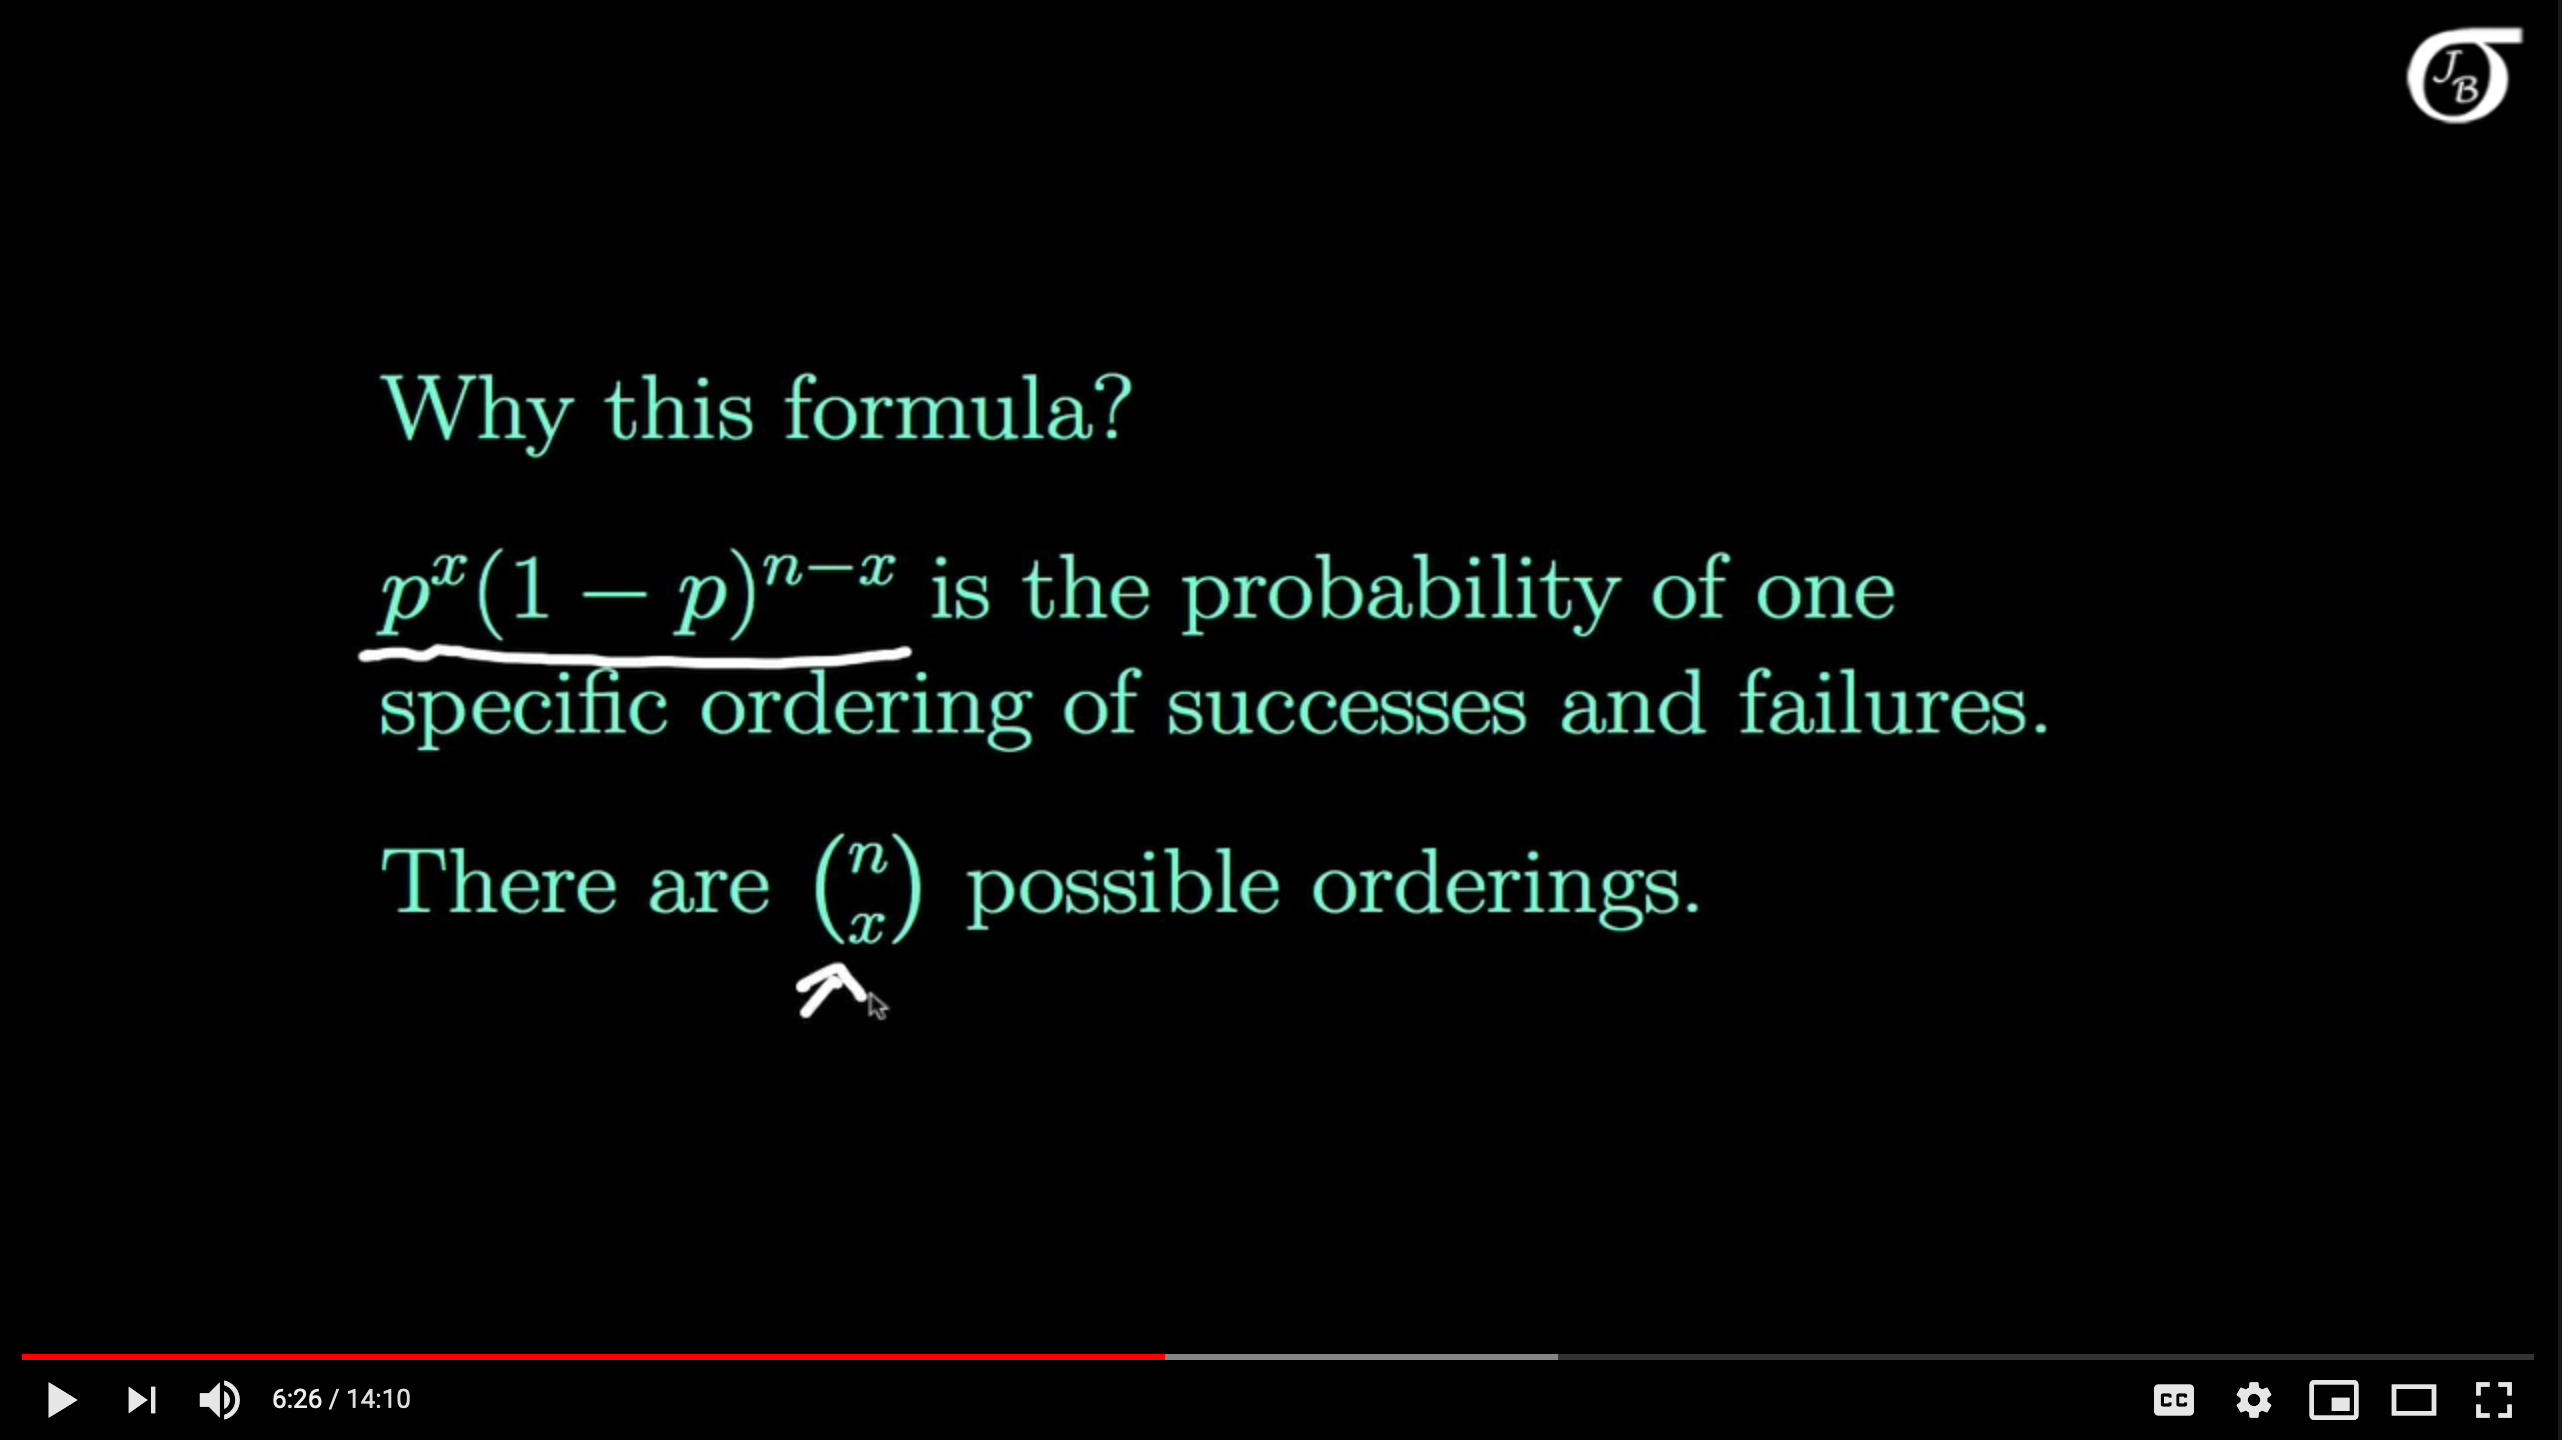 J
B
Why this formula?
p^x(1 − p)^{n−x} is the probability of one
specific ordering of successes and failures.
There are \binom{n}{x} possible orderings.
6:26 / 14:10
CC